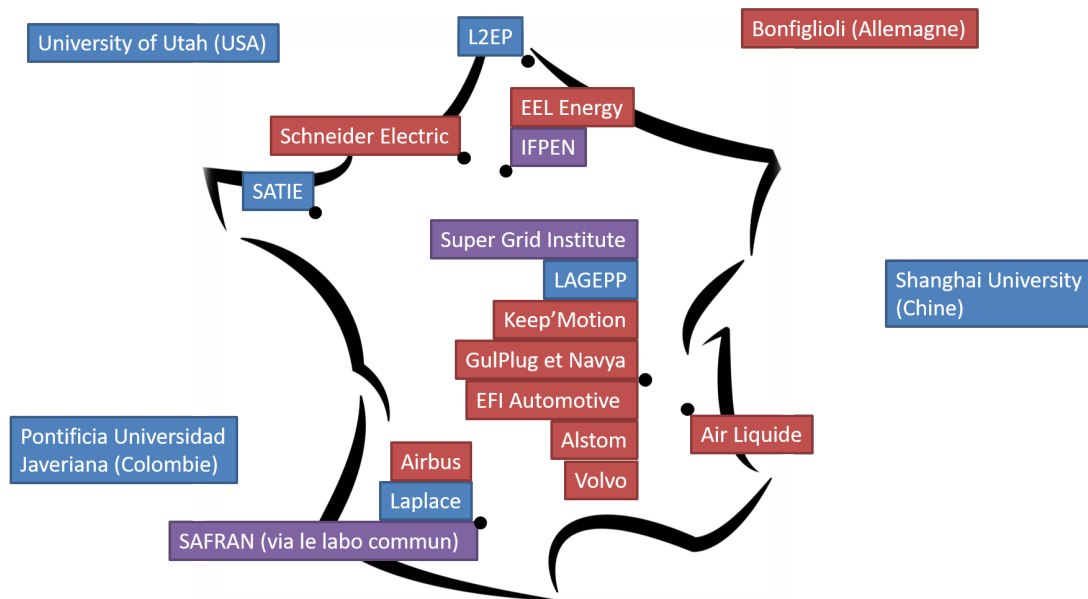 University of Utah (USA)
L2EP
Bonfiglioli (Allemagne)
EEL Energy
Schneider Electric
IFPEN
SATIE
Super Grid Institute
LAGEPP
Shanghai University
(Chine)
Keep'Motion
GulPlug et Navya
EFI Automotive
Pontificia Universidad
Javeriana (Colombie)
Alstom
Air Liquide
Airbus
Volvo
Laplace
SAFRAN (via le labo commun)